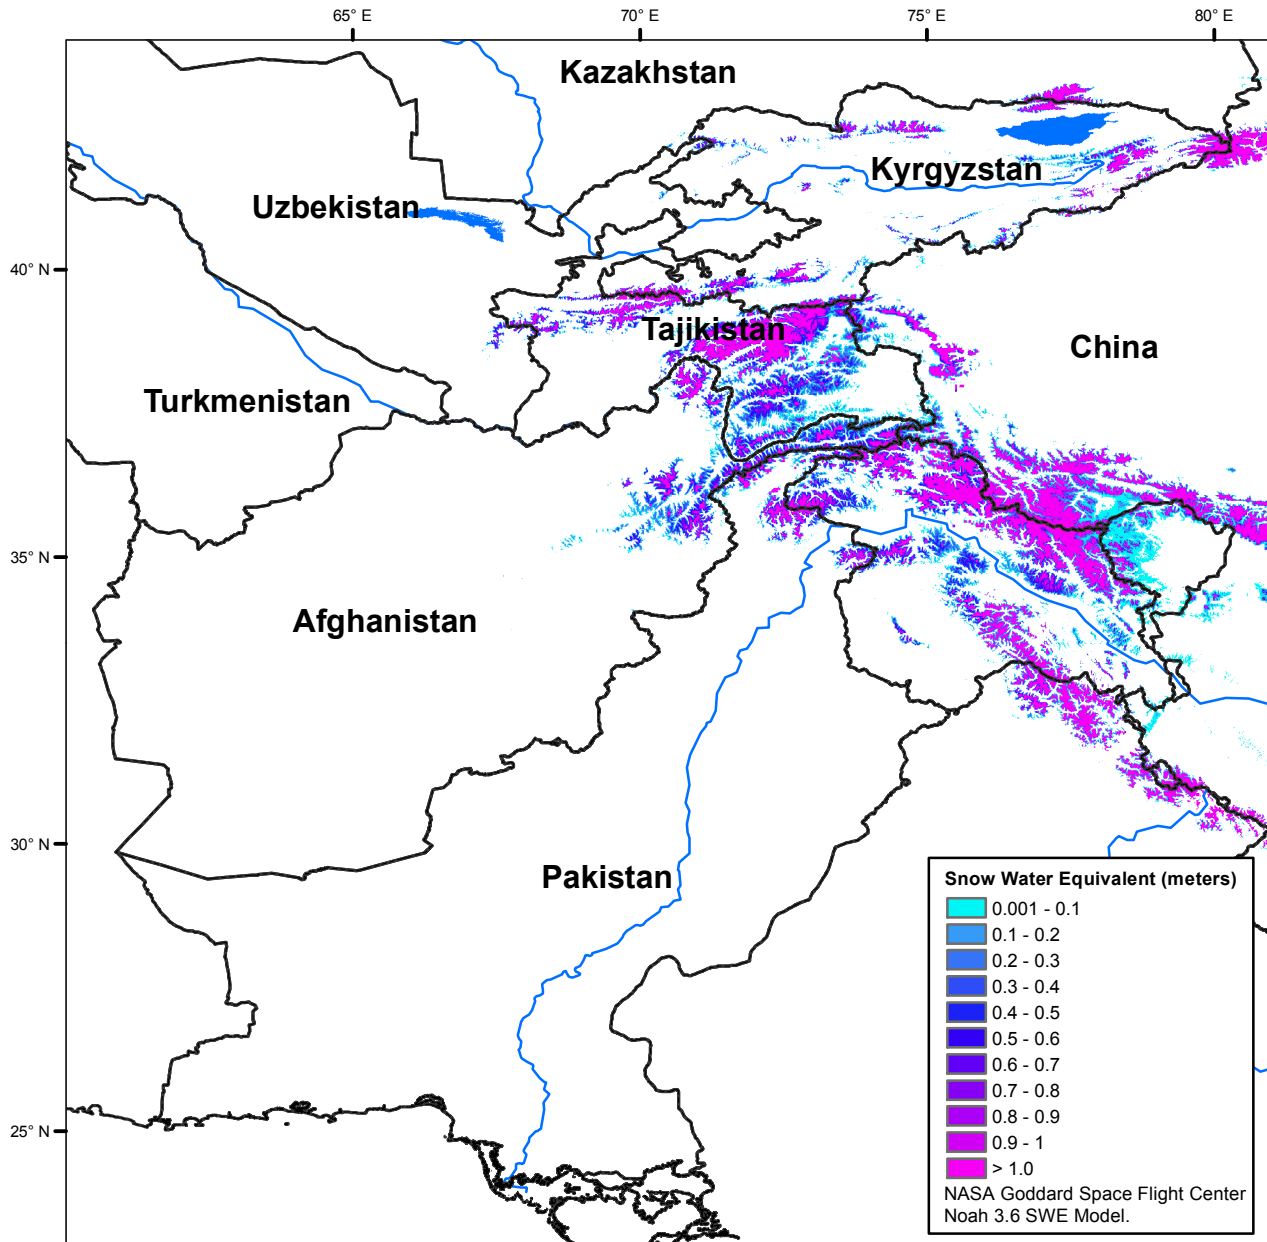 65° E
70° E
75° E
80° E
Kazakhstan
Kyrgyzstan
Uzbekistan
40° N
Tajikistan
China
Turkmenistan
35° N
Afghanistan
30° N
Pakistan
25° N
Snow Water Equivalent (meters)
0.001 - 0.1
0.1 - 0.2
0.2 - 0.3
0.3 - 0.4
0.4 - 0.5
0.5 - 0.6
0.6 - 0.7
0.7 - 0.8
0.8 - 0.9
0.9 - 1
> 1.0
NASA Goddard Space Flight Center
Noah 3.6 SWE Model.